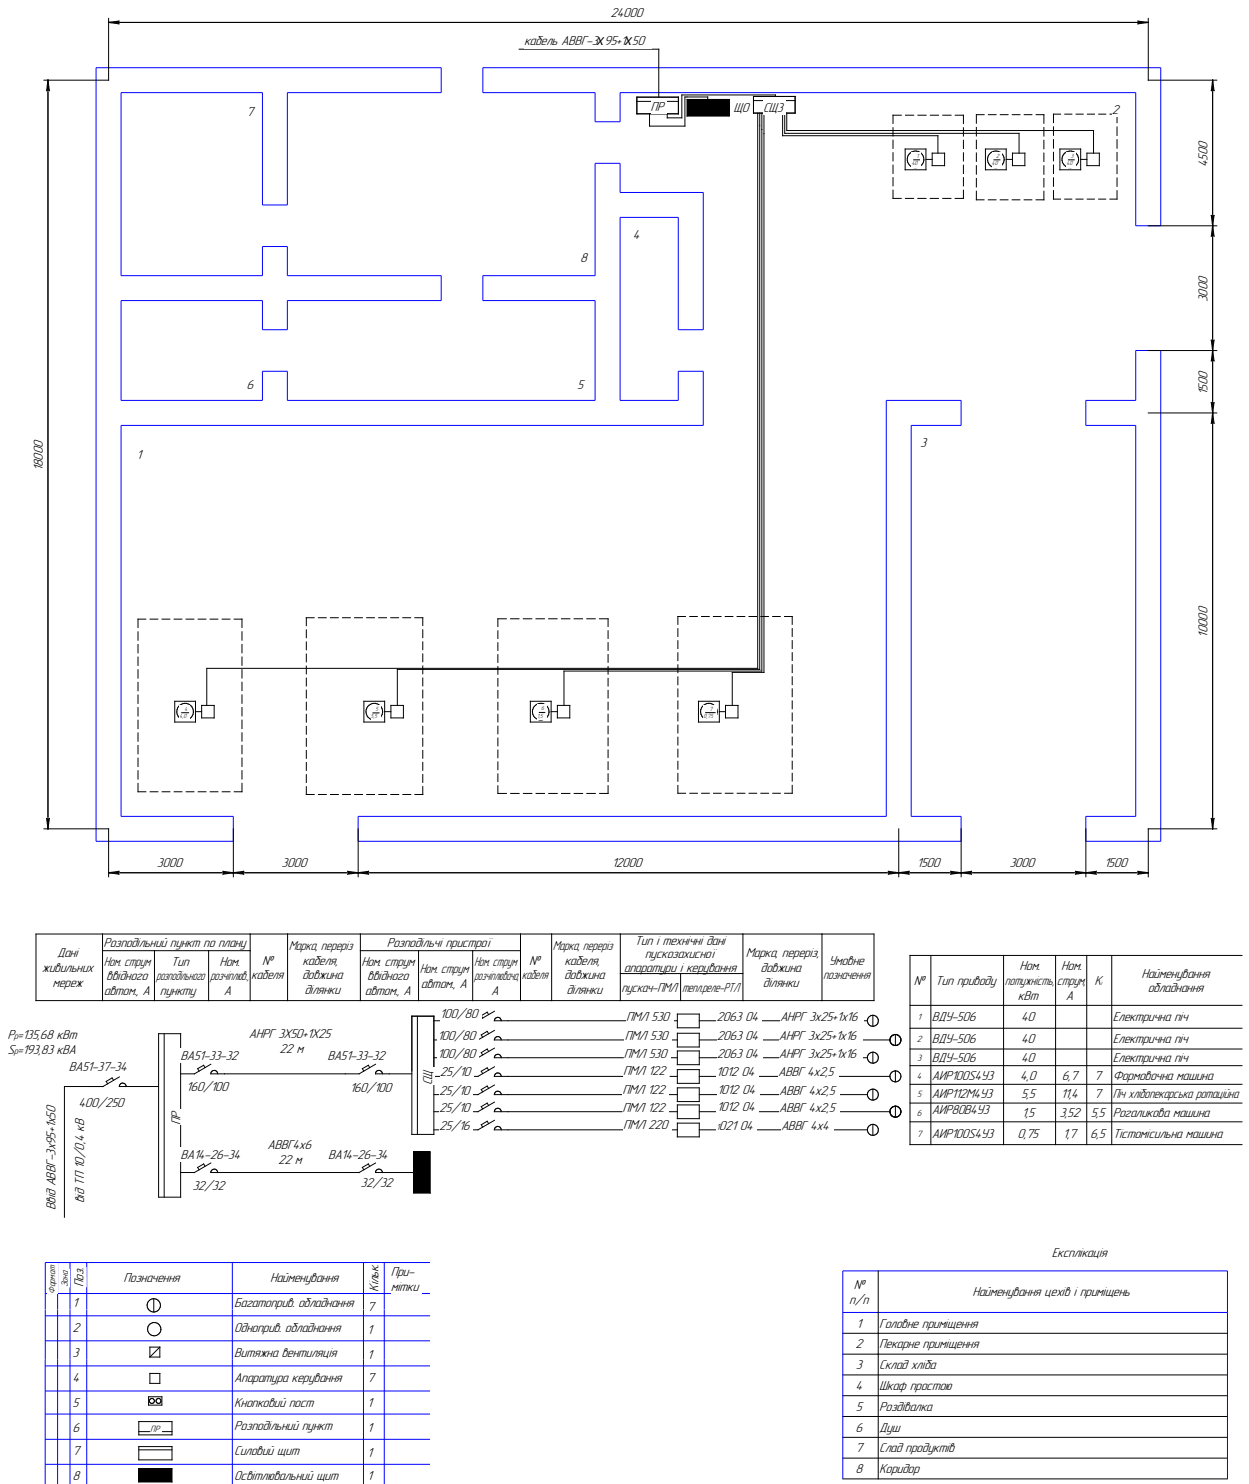 24000
кабель АВВГ-3х95+1х50
7
ПР
ЩО
СЩЗ
2
4500
4
8
3000
6
5
1500
1
3
18000
10000
3000
3000
12000
1500
3000
1500
Дані живильних мереж
Розподільний пункт по плану
Ном. струм ввідного автом., А
Тип розподільного пункту
Ном. розчіплюв, А
№ кабеля
Марка, переріз кабеля, довжина ділянки
Розподільчі пристрої
Ном. струм ввідного автом., А
Ном. струм автом., А
Ном. струм розчіплювача, А
№ кабеля
Марка, переріз кабеля, довжина ділянки
Тип і технічні дані пускозахисної апаратури і керування
пускач-ПМЛ
тепл.реле-РТЛ
Марка, переріз, довжина ділянки
Умовне позначення
Рр=135,68 кВт
Sр=193,83 кВА
ВА51-37-34
400/250
Ввід АВВГ-3х95+1х50
від ТП 10/0,4 кВ
ПР
ВА51-33-32
160/100
АНРГ 3Х50+1Х25
22 м
ВА51-33-32
160/100
СЩ
ВА14-26-34
32/32
АВВГ4х6
22 м
ВА14-26-34
32/32
100/80 ПМЛ 530 2063 04 АНРГ 3х25+1х16
100/80 ПМЛ 530 2063 04 АНРГ 3х25+1х16
100/80 ПМЛ 530 2063 04 АНРГ 3х25+1х16
25/10 ПМЛ 122 1012 04 АВВГ 4х2,5
25/10 ПМЛ 122 1012 04 АВВГ 4х2,5
25/10 ПМЛ 122 1012 04 АВВГ 4х2,5
25/16 ПМЛ 220 1021 04 АВВГ 4х4
№ Тип приводу Ном. потужність, кВт Ном. струм, А Кі Найменування обладнання
1 ВДУ-506 40 Електрична піч
2 ВДУ-506 40 Електрична піч
3 ВДУ-506 40 Електрична піч
4 АИР100S4У3 4,0 6,7 7 Формовочна машина
5 АИР112М4У3 5,5 11,4 7 Піч хлібопекарська ротаційна
6 АИР80В4У3 1,5 3,52 5,5 Рогаликова машина
7 АИР100S4У3 0,75 1,7 6,5 Тістомісильна машина
Формат Зона Поз. Позначення Найменування Кільк. При-мітки
1 Багатоприв. обладнання 7
2 Одноприв. обладнання 1
3 Витяжна вентиляція 1
4 Апаратура керування 7
5 Кнопковий пост 1
6 ПР Розподільний пункт 1
7 Силовий щит 1
8 Освітлювальний щит 1
Експлікація
№ п/п Найменування цехів і приміщень
1 Головне приміщення
2 Пекарне приміщення
3 Склад хліба
4 Шкаф простою
5 Роздівалка
6 Душ
7 Слад продуктів
8 Коридор